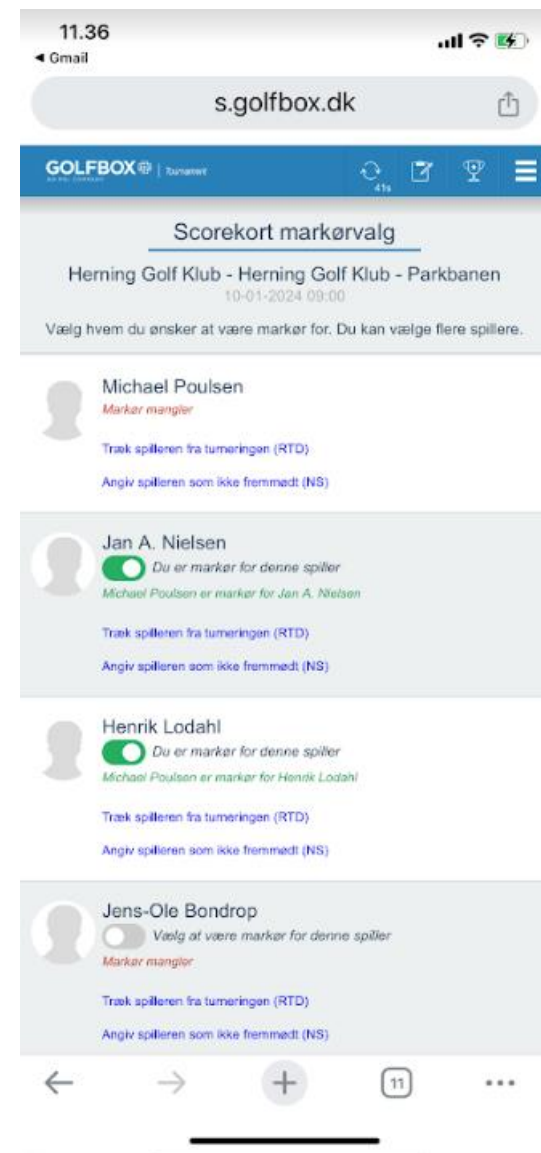 11.36
◄ Gmail
s.golfbox.dk
GOLFBOX | Turnament
41s
Scorekort markørvalg
Herning Golf Klub - Herning Golf Klub - Parkbanen
10-01-2024 09:00
Vælg hvem du ønsker at være markør for. Du kan vælge flere spillere.
Michael Poulsen
Markør mangler
Træk spilleren fra turneringen (RTD)
Angiv spilleren som ikke fremmødt (NS)
Jan A. Nielsen
Du er markør for denne spiller
Michael Poulsen er markør for Jan A. Nielsen
Træk spilleren fra turneringen (RTD)
Angiv spilleren som ikke fremmødt (NS)
Henrik Lodahl
Du er markør for denne spiller
Michael Poulsen er markør for Henrik Lodahl
Træk spilleren fra turneringen (RTD)
Angiv spilleren som ikke fremmødt (NS)
Jens-Ole Bondrop
Vælg at være markør for denne spiller
Markør mangler
Træk spilleren fra turneringen (RTD)
Angiv spilleren som ikke fremmødt (NS)
11